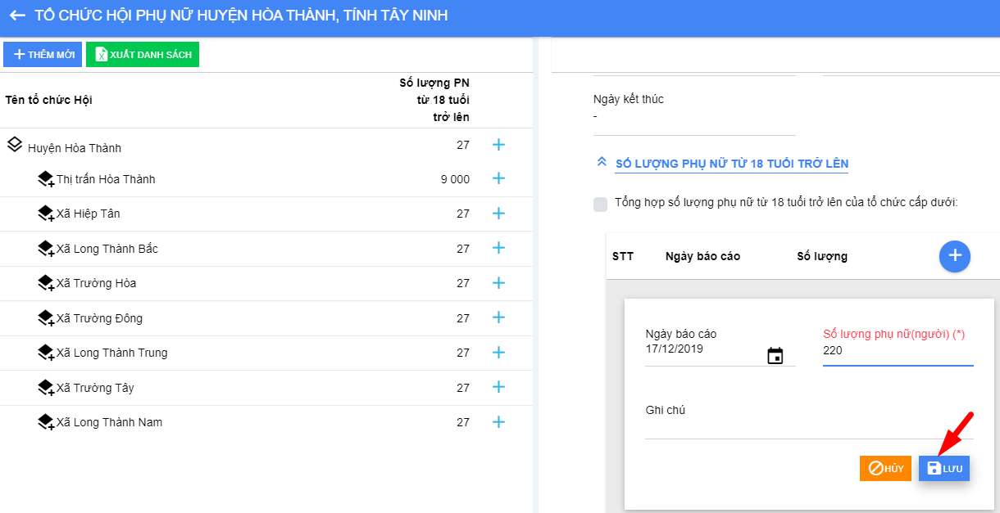 TỔ CHỨC HỘI PHỤ NỮ HUYỆN HÒA THÀNH, TỈNH TÂY NINH
THÊM MỚI
XUẤT DANH SÁCH
Tên tổ chức Hội
Số lượng PN
từ 18 tuổi
trở lên
Huyện Hòa Thành 27
Thị trấn Hòa Thành 9 000
Xã Hiệp Tân 27
Xã Long Thành Bắc 27
Xã Trường Hòa 27
Xã Trường Đông 27
Xã Long Thành Trung 27
Xã Trường Tây 27
Xã Long Thành Nam 27
Ngày kết thúc
-
SỐ LƯỢNG PHỤ NỮ TỪ 18 TUỔI TRỞ LÊN
Tổng hợp số lượng phụ nữ từ 18 tuổi trở lên của tổ chức cấp dưới:
STT Ngày báo cáo Số lượng
Ngày báo cáo
17/12/2019
Số lượng phụ nữ(người) (*)
220
Ghi chú
HỦY
LƯU